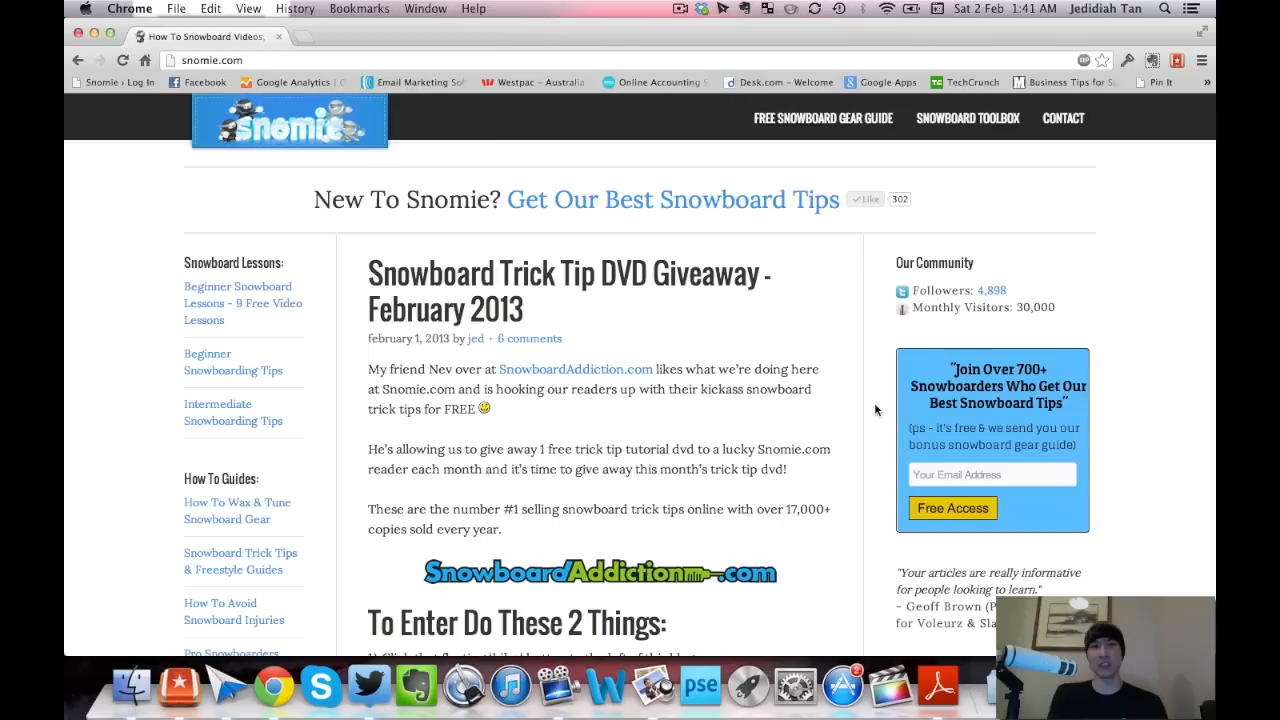 Chrome File Edit View History Bookmarks Window Help Sat 2 Feb 1:41 AM Jedidiah Tan
How To Snowboard Videos,
snomie.com
Snomie › Log In Facebook Google Analytics | O Email Marketing Sof Westpac – Australia Online Accounting S Desk.com – Welcome Google Apps TechCrunch Business Tips for Sm Pin It »
snomie
FREE SNOWBOARD GEAR GUIDE SNOWBOARD TOOLBOX CONTACT
New To Snomie? Get Our Best Snowboard Tips Like 302
Snowboard Lessons:
Beginner Snowboard
Lessons – 9 Free Video
Lessons
Beginner
Snowboarding Tips
Intermediate
Snowboarding Tips
How To Guides:
How To Wax & Tune
Snowboard Gear
Snowboard Trick Tips
& Freestyle Guides
How To Avoid
Snowboard Injuries
Pro Snowboarders
Snowboard Trick Tip DVD Giveaway -
February 2013
february 1, 2013 by jed · 6 comments
My friend Nev over at SnowboardAddiction.com likes what we're doing here
at Snomie.com and is hooking our readers up with their kickass snowboard
trick tips for FREE
He's allowing us to give away 1 free trick tip tutorial dvd to a lucky Snomie.com
reader each month and it's time to give away this month's trick tip dvd!
These are the number #1 selling snowboard trick tips online with over 17,000+
copies sold every year.
SnowboardAddiction.com
To Enter Do These 2 Things:
Our Community
Followers: 4,898
Monthly Visitors: 30,000
"Join Over 700+
Snowboarders Who Get Our
Best Snowboard Tips"
(ps - it's free & we send you our
bonus snowboard gear guide)
Your Email Address
Free Access
"Your articles are really informative
for people looking to learn."
- Geoff Brown (P
for Voleurz & Sla
pse
2